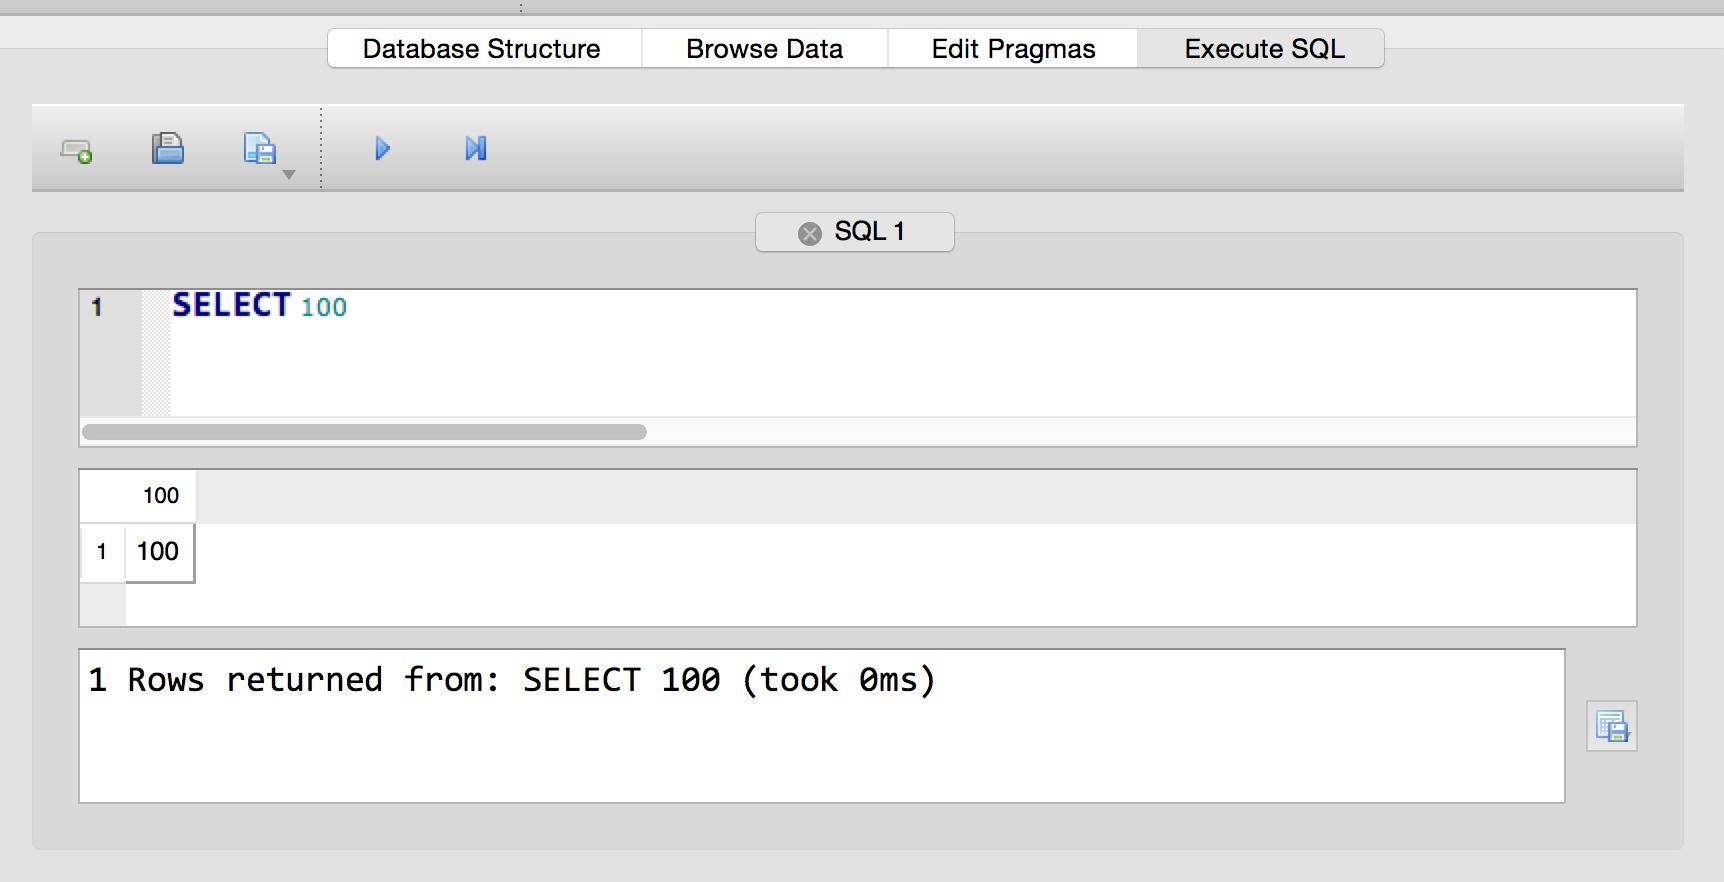 Database Structure Browse Data Edit Pragmas Execute SQL
SQL 1
1 SELECT 100
100
1 100
1 Rows returned from: SELECT 100 (took 0ms)